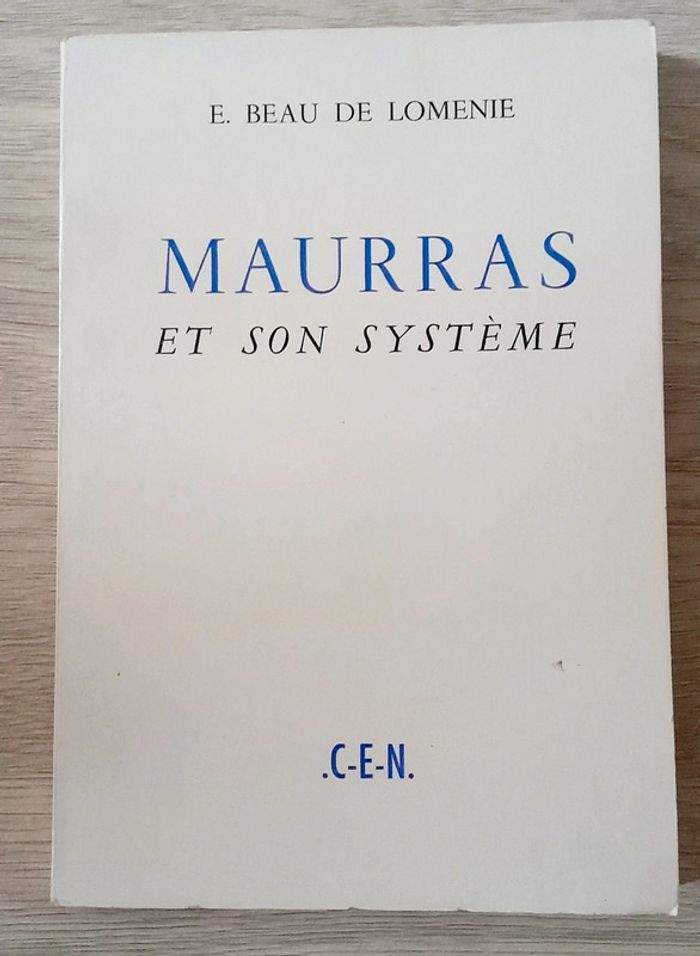 E. BEAU DE LOMENIE
MAURRAS
ET SON SYSTÈME
.C-E-N.